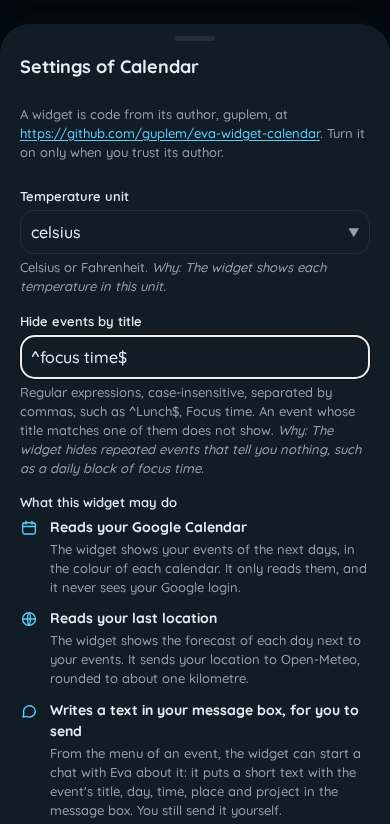 Settings of Calendar
A widget is code from its author, guplem, at
https://github.com/guplem/eva-widget-calendar. Turn it
on only when you trust its author.
Temperature unit
celsius
Celsius or Fahrenheit. Why: The widget shows each
temperature in this unit.
Hide events by title
^focus time$
Regular expressions, case-insensitive, separated by
commas, such as ^Lunch$, Focus time. An event whose
title matches one of them does not show. Why: The
widget hides repeated events that tell you nothing, such
as a daily block of focus time.
What this widget may do
Reads your Google Calendar
The widget shows your events of the next days, in
the colour of each calendar. It only reads them, and
it never sees your Google login.
Reads your last location
The widget shows the forecast of each day next to
your events. It sends your location to Open-Meteo,
rounded to about one kilometre.
Writes a text in your message box, for you to
send
From the menu of an event, the widget can start a
chat with Eva about it: it puts a short text with the
event's title, day, time, place and project in the
message box. You still send it yourself.